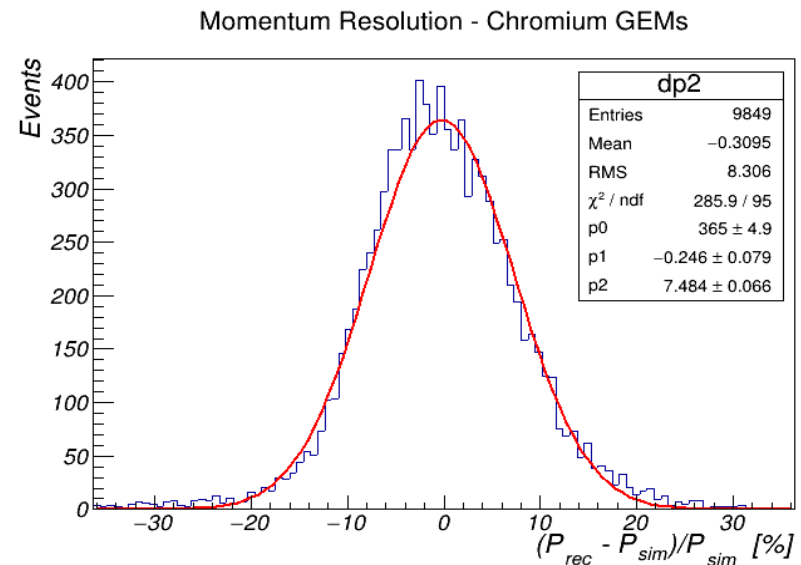 Momentum Resolution - Chromium GEMs
Events
400
350
300
250
200
150
100
50
0
−30 −20 −10 0 10 20 30
(P_rec - P_sim)/P_sim [%]
dp2
Entries 9849
Mean −0.3095
RMS 8.306
χ² / ndf 285.9 / 95
p0 365 ± 4.9
p1 −0.246 ± 0.079
p2 7.484 ± 0.066